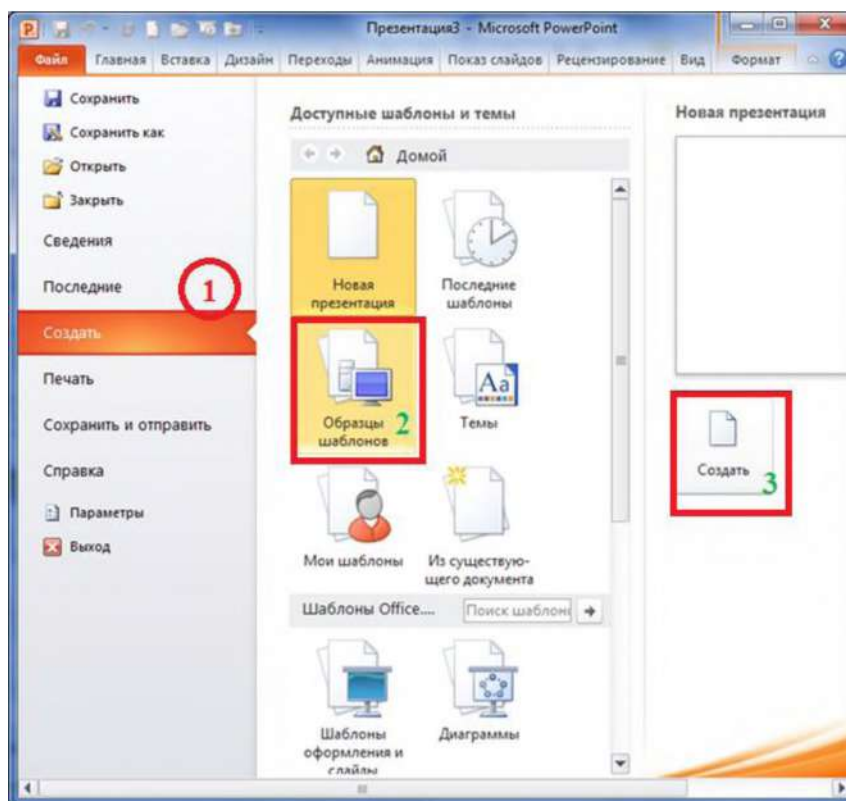 Презентация3 - Microsoft PowerPoint
Файл Главная Вставка Дизайн Переходы Анимация Показ слайдов Рецензирование Вид Формат
Сохранить
Сохранить как
Открыть
Закрыть
Сведения
Последние
1
Создать
Печать
Сохранить и отправить
Справка
Параметры
Выход
Доступные шаблоны и темы
Домой
Новая
презентация
Последние
шаблоны
Образцы
шаблонов
2
Aa
Темы
Мои шаблоны
Из существую-
щего документа
Шаблоны Office....
Поиск шаблон
Шаблоны
оформления и
слайды
Диаграммы
Новая презентация
Создать
3